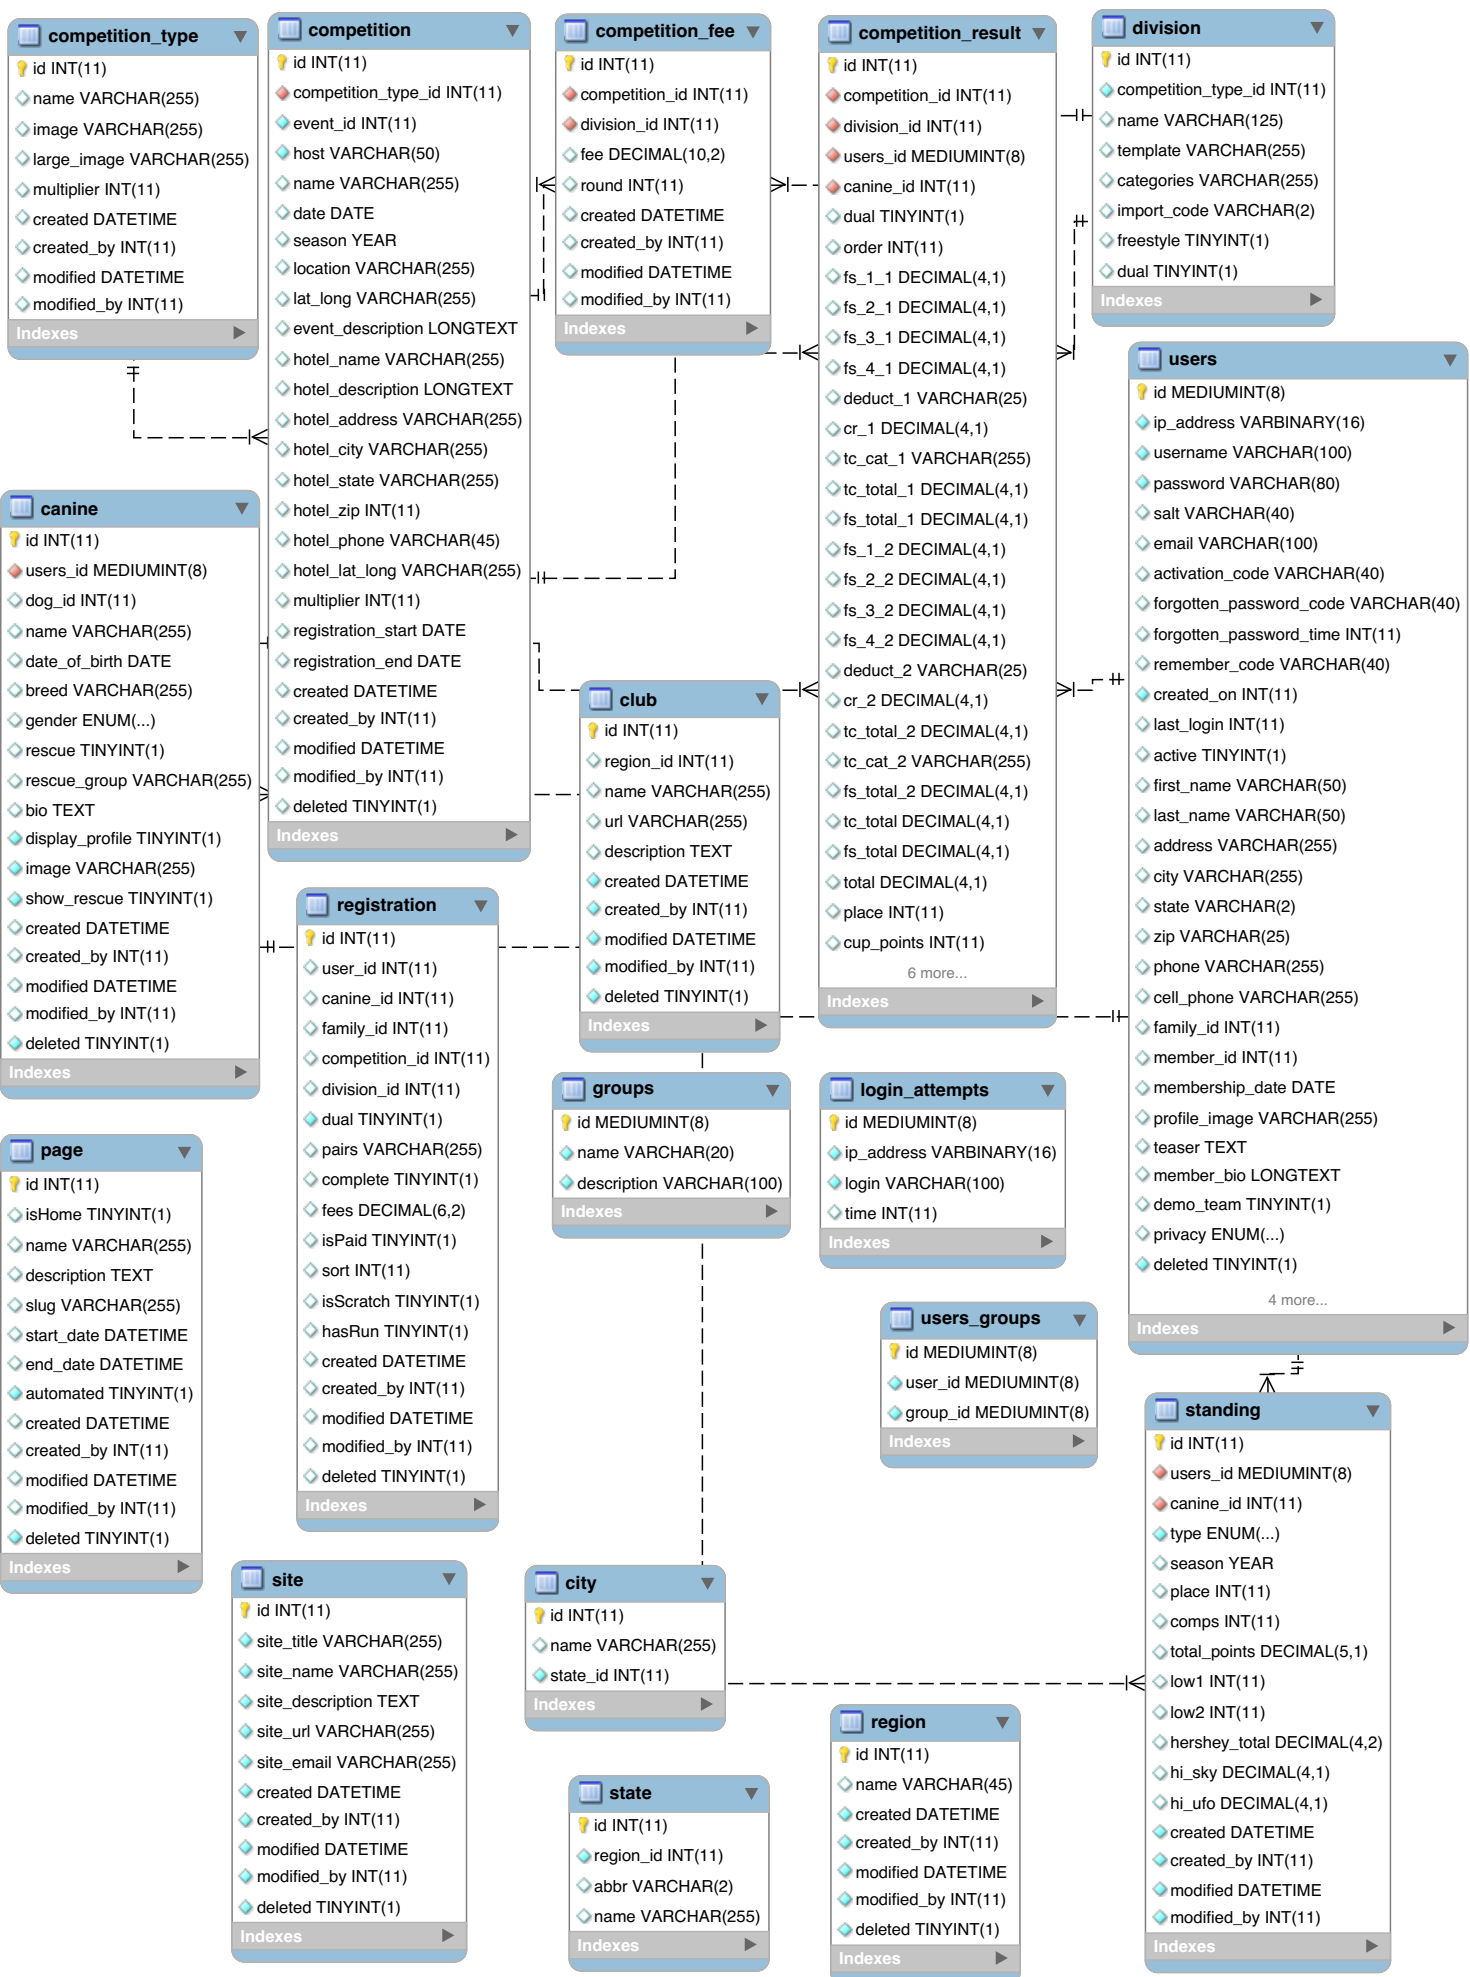 competition_type
id INT(11)
name VARCHAR(255)
image VARCHAR(255)
large_image VARCHAR(255)
multiplier INT(11)
created DATETIME
created_by INT(11)
modified DATETIME
modified_by INT(11)
Indexes
competition
id INT(11)
competition_type_id INT(11)
event_id INT(11)
host VARCHAR(50)
name VARCHAR(255)
date DATE
season YEAR
location VARCHAR(255)
lat_long VARCHAR(255)
event_description LONGTEXT
hotel_name VARCHAR(255)
hotel_description LONGTEXT
hotel_address VARCHAR(255)
hotel_city VARCHAR(255)
hotel_state VARCHAR(255)
hotel_zip INT(11)
hotel_phone VARCHAR(45)
hotel_lat_long VARCHAR(255)
multiplier INT(11)
registration_start DATE
registration_end DATE
created DATETIME
created_by INT(11)
modified DATETIME
modified_by INT(11)
deleted TINYINT(1)
Indexes
competition_fee
id INT(11)
competition_id INT(11)
division_id INT(11)
fee DECIMAL(10,2)
round INT(11)
created DATETIME
created_by INT(11)
modified DATETIME
modified_by INT(11)
Indexes
competition_result
id INT(11)
competition_id INT(11)
division_id INT(11)
users_id MEDIUMINT(8)
canine_id INT(11)
dual TINYINT(1)
order INT(11)
fs_1_1 DECIMAL(4,1)
fs_2_1 DECIMAL(4,1)
fs_3_1 DECIMAL(4,1)
fs_4_1 DECIMAL(4,1)
deduct_1 VARCHAR(25)
cr_1 DECIMAL(4,1)
tc_cat_1 VARCHAR(255)
tc_total_1 DECIMAL(4,1)
fs_total_1 DECIMAL(4,1)
fs_1_2 DECIMAL(4,1)
fs_2_2 DECIMAL(4,1)
fs_3_2 DECIMAL(4,1)
fs_4_2 DECIMAL(4,1)
deduct_2 VARCHAR(25)
cr_2 DECIMAL(4,1)
tc_total_2 DECIMAL(4,1)
tc_cat_2 VARCHAR(255)
fs_total_2 DECIMAL(4,1)
tc_total DECIMAL(4,1)
fs_total DECIMAL(4,1)
total DECIMAL(4,1)
place INT(11)
cup_points INT(11)
6 more...
Indexes
division
id INT(11)
competition_type_id INT(11)
name VARCHAR(125)
template VARCHAR(255)
categories VARCHAR(255)
import_code VARCHAR(2)
freestyle TINYINT(1)
dual TINYINT(1)
Indexes
users
id MEDIUMINT(8)
ip_address VARBINARY(16)
username VARCHAR(100)
password VARCHAR(80)
salt VARCHAR(40)
email VARCHAR(100)
activation_code VARCHAR(40)
forgotten_password_code VARCHAR(40)
forgotten_password_time INT(11)
remember_code VARCHAR(40)
created_on INT(11)
last_login INT(11)
active TINYINT(1)
first_name VARCHAR(50)
last_name VARCHAR(50)
address VARCHAR(255)
city VARCHAR(255)
state VARCHAR(2)
zip VARCHAR(25)
phone VARCHAR(255)
cell_phone VARCHAR(255)
family_id INT(11)
member_id INT(11)
membership_date DATE
profile_image VARCHAR(255)
teaser TEXT
member_bio LONGTEXT
demo_team TINYINT(1)
privacy ENUM(...)
deleted TINYINT(1)
4 more...
Indexes
canine
id INT(11)
users_id MEDIUMINT(8)
dog_id INT(11)
name VARCHAR(255)
date_of_birth DATE
breed VARCHAR(255)
gender ENUM(...)
rescue TINYINT(1)
rescue_group VARCHAR(255)
bio TEXT
display_profile TINYINT(1)
image VARCHAR(255)
show_rescue TINYINT(1)
created DATETIME
created_by INT(11)
modified DATETIME
modified_by INT(11)
deleted TINYINT(1)
Indexes
club
id INT(11)
region_id INT(11)
name VARCHAR(255)
url VARCHAR(255)
description TEXT
created DATETIME
created_by INT(11)
modified DATETIME
modified_by INT(11)
deleted TINYINT(1)
Indexes
registration
id INT(11)
user_id INT(11)
canine_id INT(11)
family_id INT(11)
competition_id INT(11)
division_id INT(11)
dual TINYINT(1)
pairs VARCHAR(255)
complete TINYINT(1)
fees DECIMAL(6,2)
isPaid TINYINT(1)
sort INT(11)
isScratch TINYINT(1)
hasRun TINYINT(1)
created DATETIME
created_by INT(11)
modified DATETIME
modified_by INT(11)
deleted TINYINT(1)
Indexes
groups
id MEDIUMINT(8)
name VARCHAR(20)
description VARCHAR(100)
Indexes
login_attempts
id MEDIUMINT(8)
ip_address VARBINARY(16)
login VARCHAR(100)
time INT(11)
Indexes
page
id INT(11)
isHome TINYINT(1)
name VARCHAR(255)
description TEXT
slug VARCHAR(255)
start_date DATETIME
end_date DATETIME
automated TINYINT(1)
created DATETIME
created_by INT(11)
modified DATETIME
modified_by INT(11)
deleted TINYINT(1)
Indexes
users_groups
id MEDIUMINT(8)
user_id MEDIUMINT(8)
group_id MEDIUMINT(8)
Indexes
standing
id INT(11)
users_id MEDIUMINT(8)
canine_id INT(11)
type ENUM(...)
season YEAR
place INT(11)
comps INT(11)
total_points DECIMAL(5,1)
low1 INT(11)
low2 INT(11)
hershey_total DECIMAL(4,2)
hi_sky DECIMAL(4,1)
hi_ufo DECIMAL(4,1)
created DATETIME
created_by INT(11)
modified DATETIME
modified_by INT(11)
Indexes
site
id INT(11)
site_title VARCHAR(255)
site_name VARCHAR(255)
site_description TEXT
site_url VARCHAR(255)
site_email VARCHAR(255)
created DATETIME
created_by INT(11)
modified DATETIME
modified_by INT(11)
deleted TINYINT(1)
Indexes
city
id INT(11)
name VARCHAR(255)
state_id INT(11)
Indexes
state
id INT(11)
region_id INT(11)
abbr VARCHAR(2)
name VARCHAR(255)
Indexes
region
id INT(11)
name VARCHAR(45)
created DATETIME
created_by INT(11)
modified DATETIME
modified_by INT(11)
deleted TINYINT(1)
Indexes